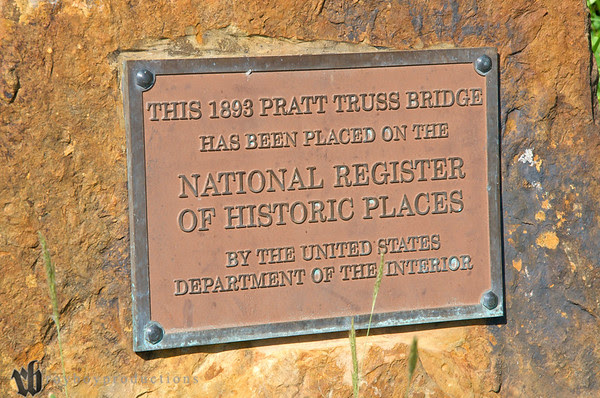 THIS 1893 PRATT TRUSS BRIDGE
HAS BEEN PLACED ON THE
NATIONAL REGISTER
OF HISTORIC PLACES
BY THE UNITED STATES
DEPARTMENT OF THE INTERIOR